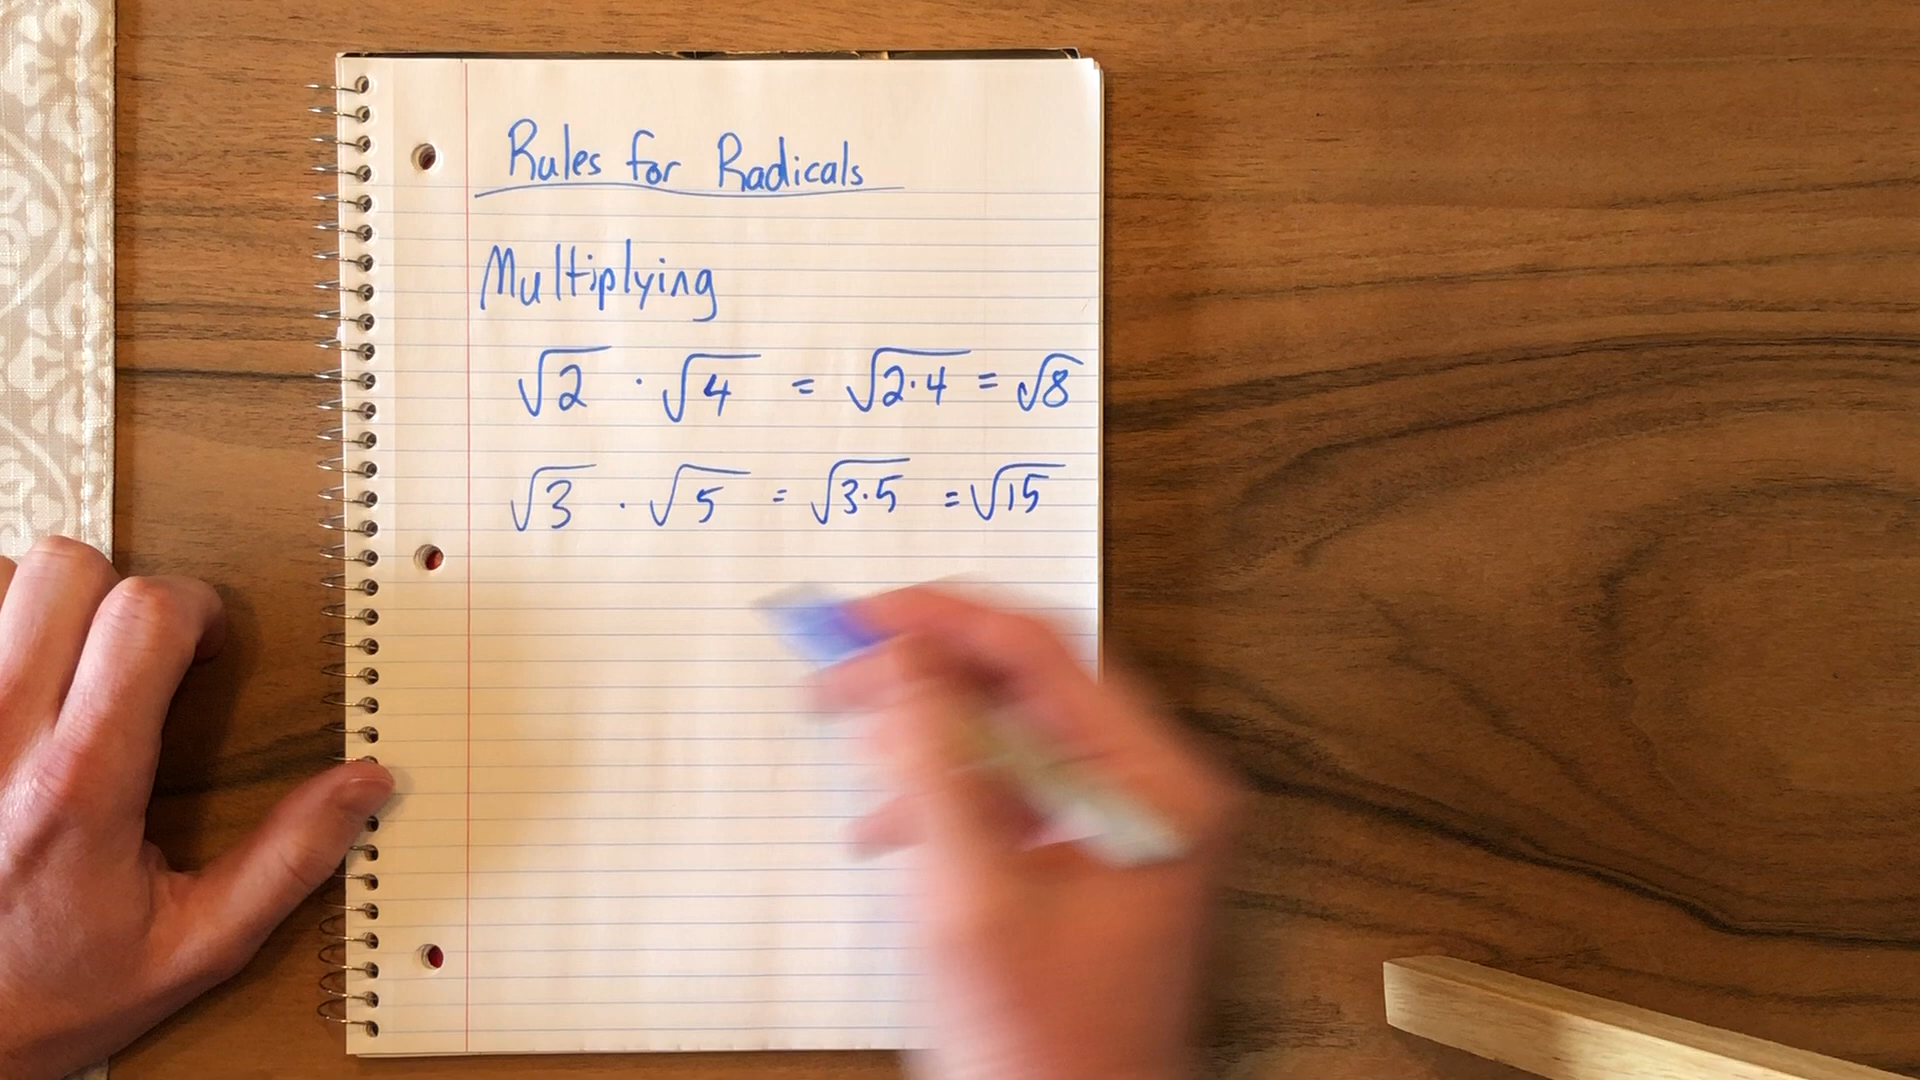 Rules for Radicals
Multiplying
√2 · √4 = √2·4 = √8
√3 · √5 = √3·5 = √15